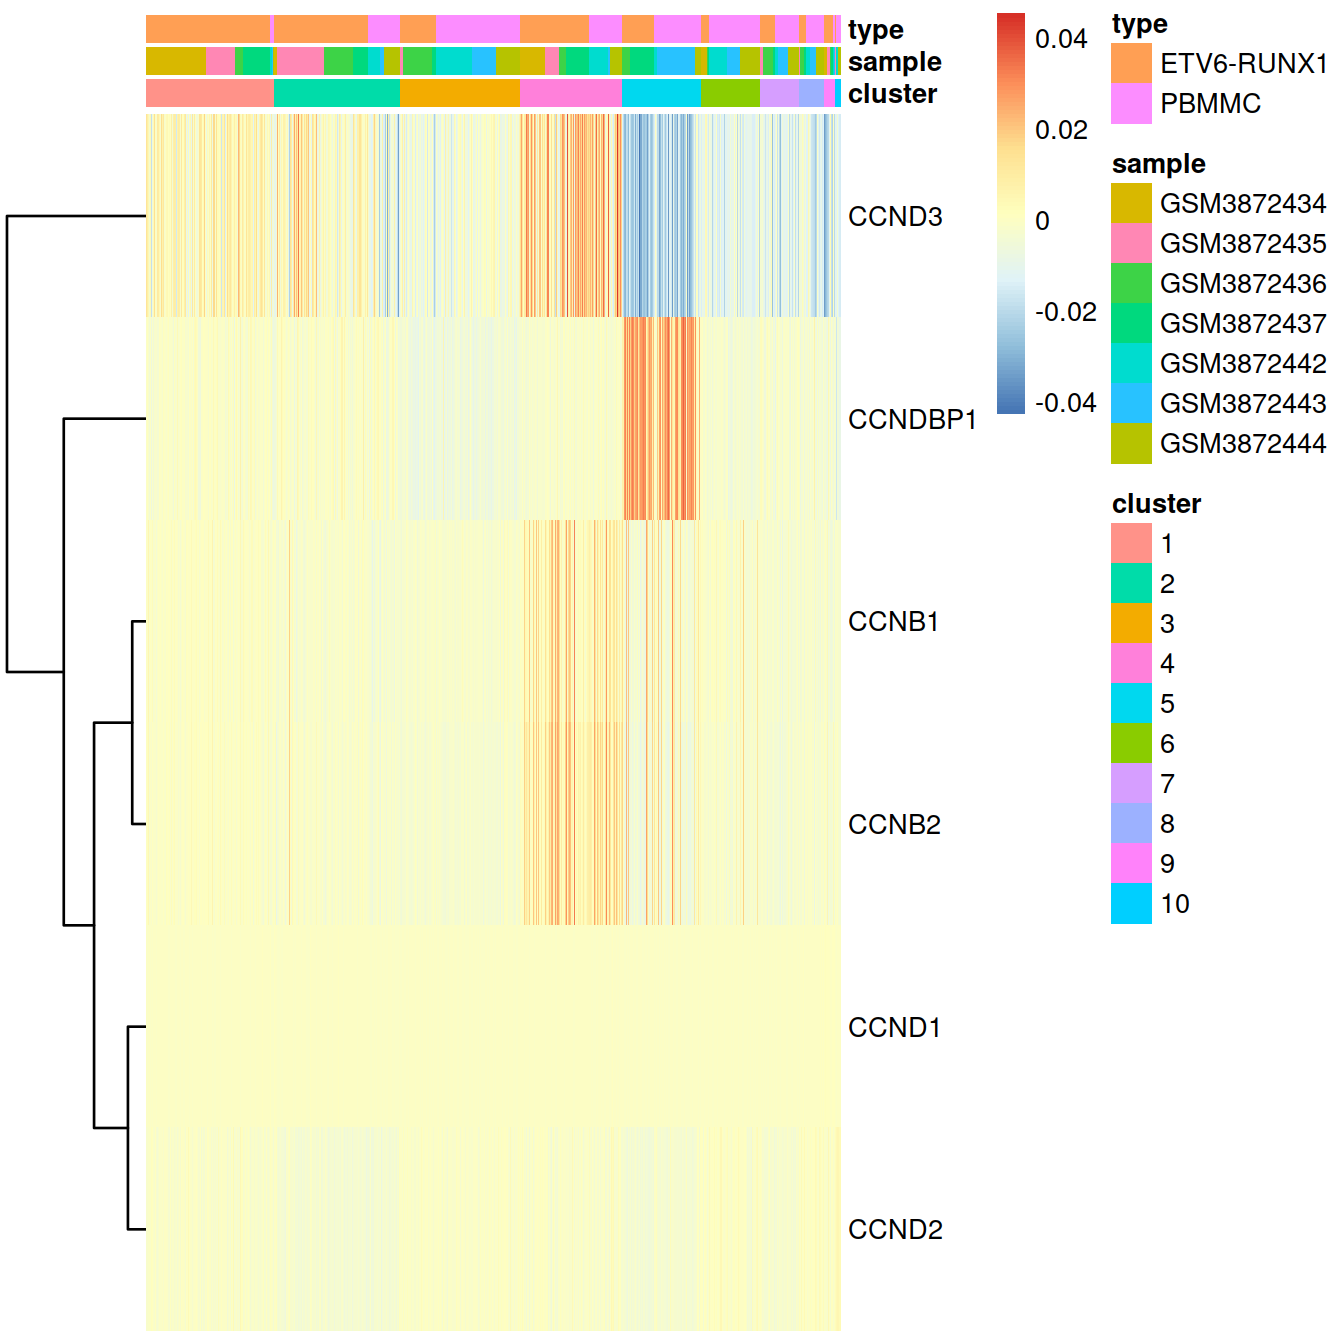 type
sample
cluster
CCND3
CCNDBP1
CCNB1
CCNB2
CCND1
CCND2
0.04
0.02
0
-0.02
-0.04
type
ETV6-RUNX1
PBMMC
sample
GSM3872434
GSM3872435
GSM3872436
GSM3872437
GSM3872442
GSM3872443
GSM3872444
cluster
1
2
3
4
5
6
7
8
9
10